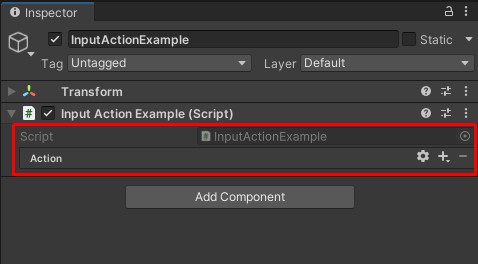 Inspector
InputActionExample Static
Tag Untagged Layer Default
Transform
# Input Action Example (Script)
Script # InputActionExample
Action
Add Component